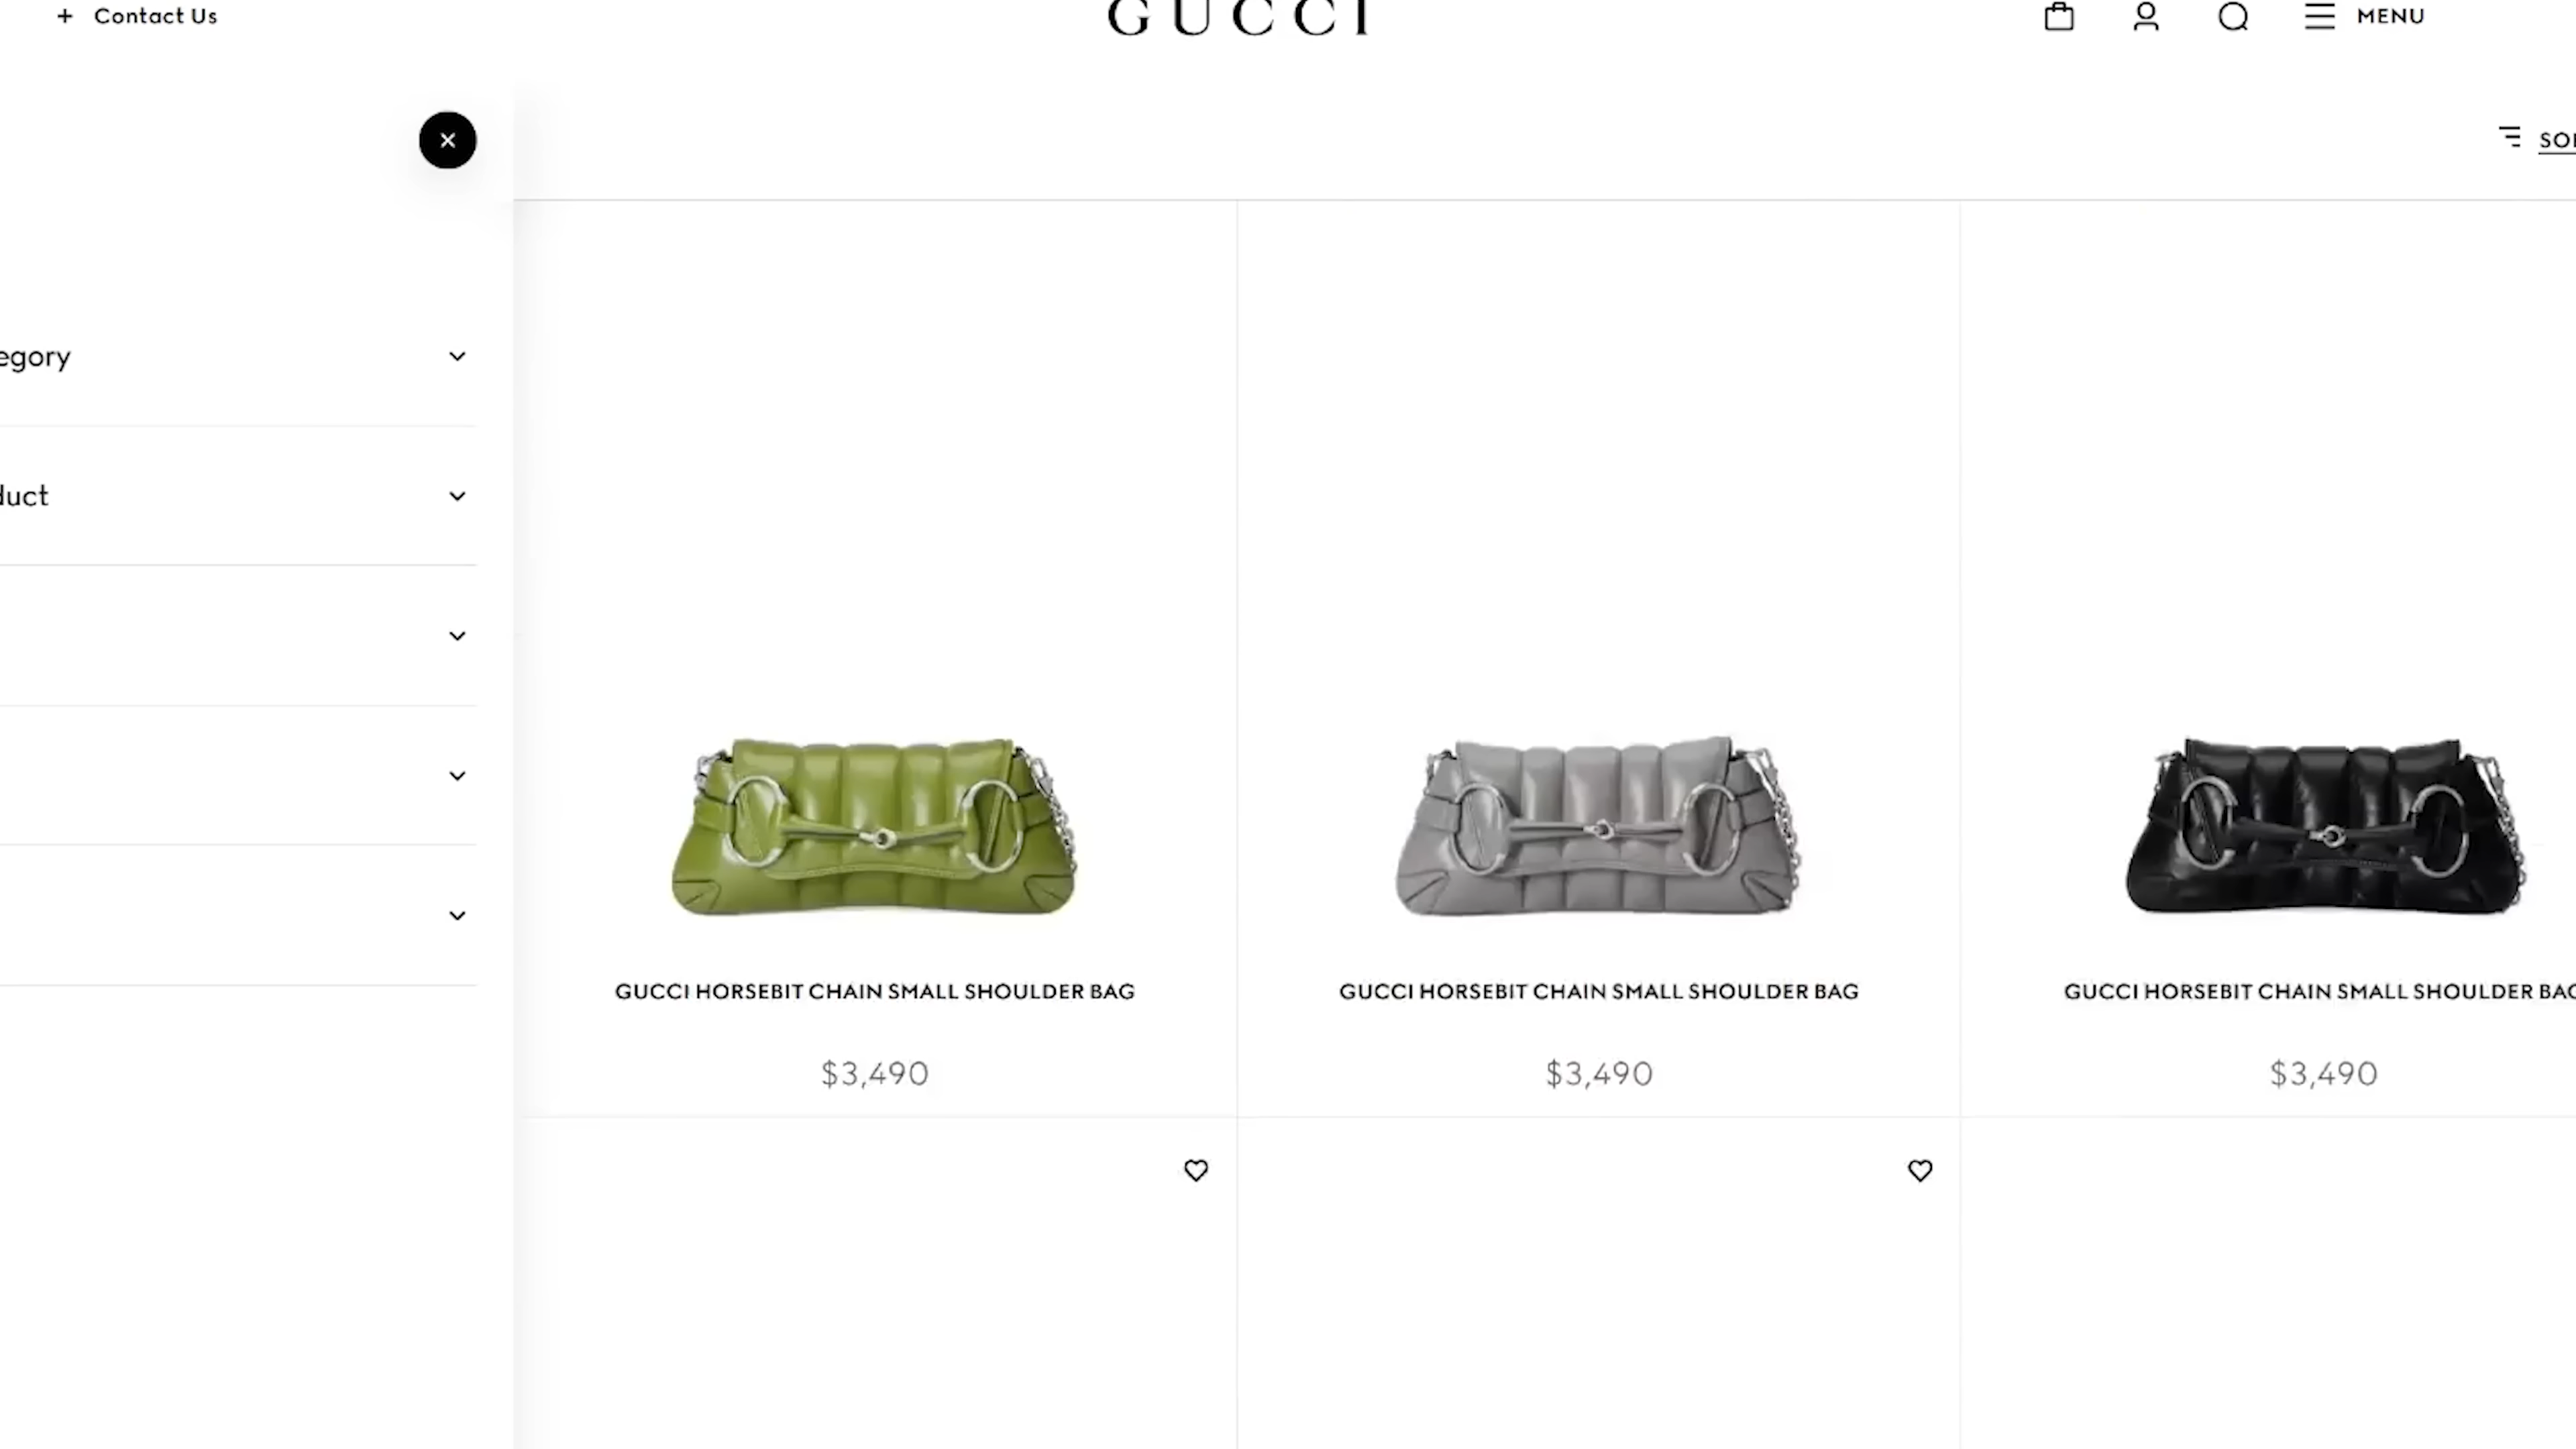 + Contact Us
GUCCI
MENU
SOR
egory
duct
GUCCI HORSEBIT CHAIN SMALL SHOULDER BAG
$3,490
GUCCI HORSEBIT CHAIN SMALL SHOULDER BAG
$3,490
GUCCI HORSEBIT CHAIN SMALL SHOULDER BAG
$3,490